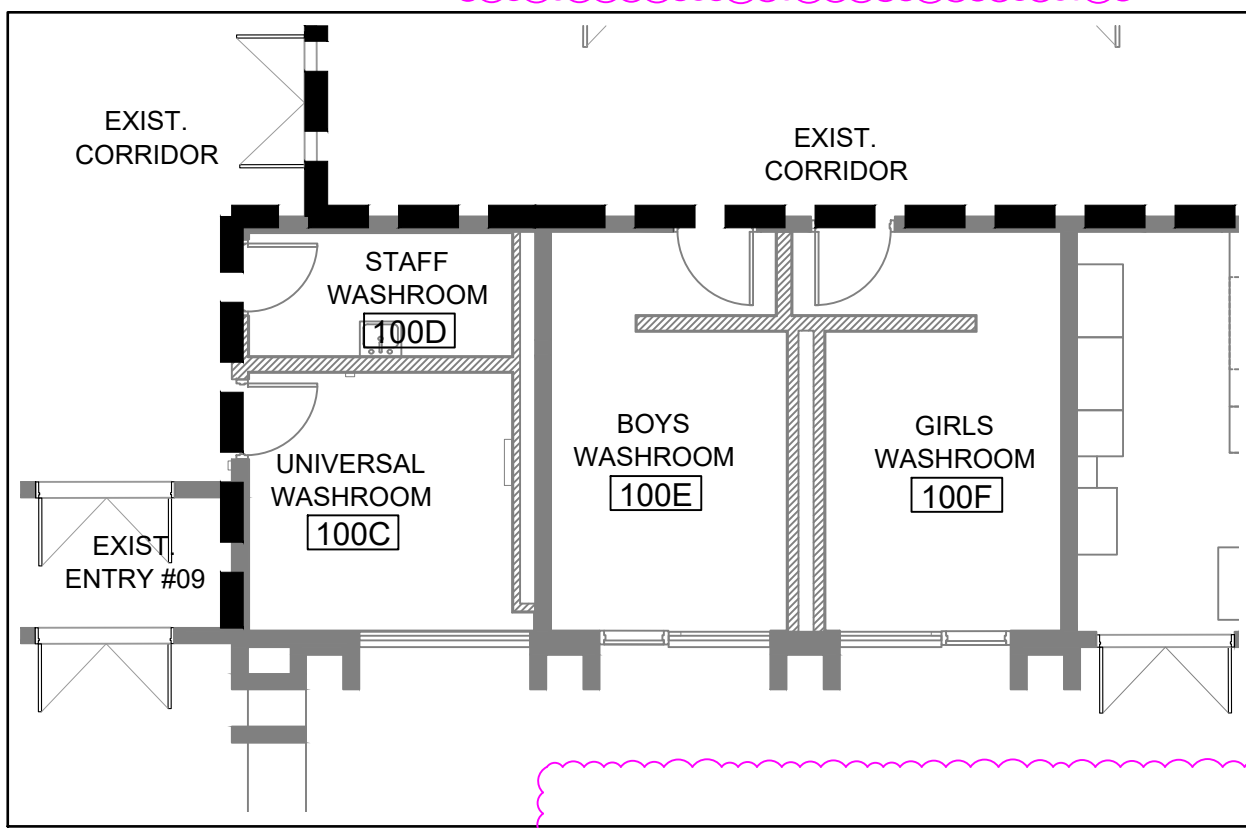 EXIST.
CORRIDOR
EXIST.
CORRIDOR
STAFF
WASHROOM
100D
BOYS
WASHROOM
100E
GIRLS
WASHROOM
100F
UNIVERSAL
WASHROOM
100C
EXIST.
ENTRY #09